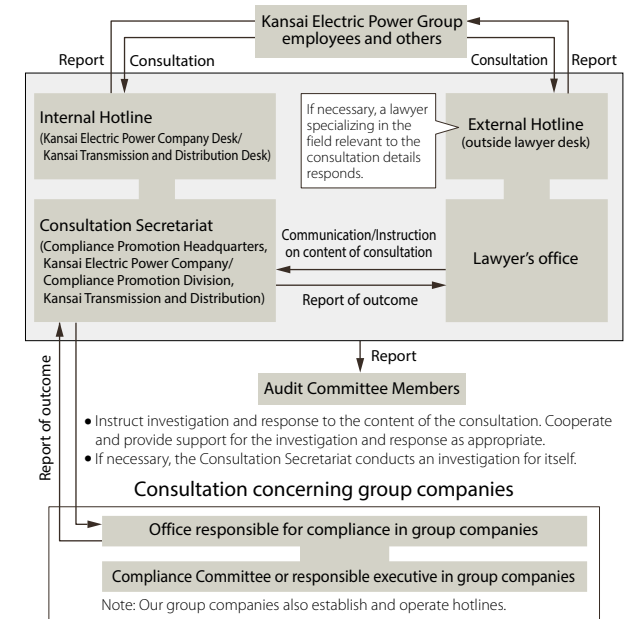 Kansai Electric Power Group
employees and others
Report
Consultation
Consultation
Report
Internal Hotline
(Kansai Electric Power Company Desk/
Kansai Transmission and Distribution Desk)
If necessary, a lawyer
specializing in the
field relevant to the
consultation details
responds.
External Hotline
(outside lawyer desk)
Consultation Secretariat
(Compliance Promotion Headquarters,
Kansai Electric Power Company/
Compliance Promotion Division,
Kansai Transmission and Distribution)
Communication/Instruction
on content of consultation
Report of outcome
Lawyer's office
Report
Audit Committee Members
Report of outcome
• Instruct investigation and response to the content of the consultation. Cooperate
and provide support for the investigation and response as appropriate.
• If necessary, the Consultation Secretariat conducts an investigation for itself.
Consultation concerning group companies
Office responsible for compliance in group companies
Compliance Committee or responsible executive in group companies
Note: Our group companies also establish and operate hotlines.